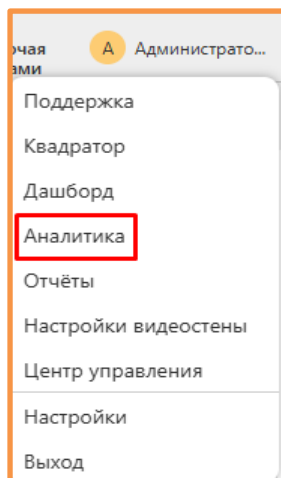 А Администрато...
Поддержка
Квадратор
Дашборд
Аналитика
Отчёты
Настройки видеостены
Центр управления
Настройки
Выход